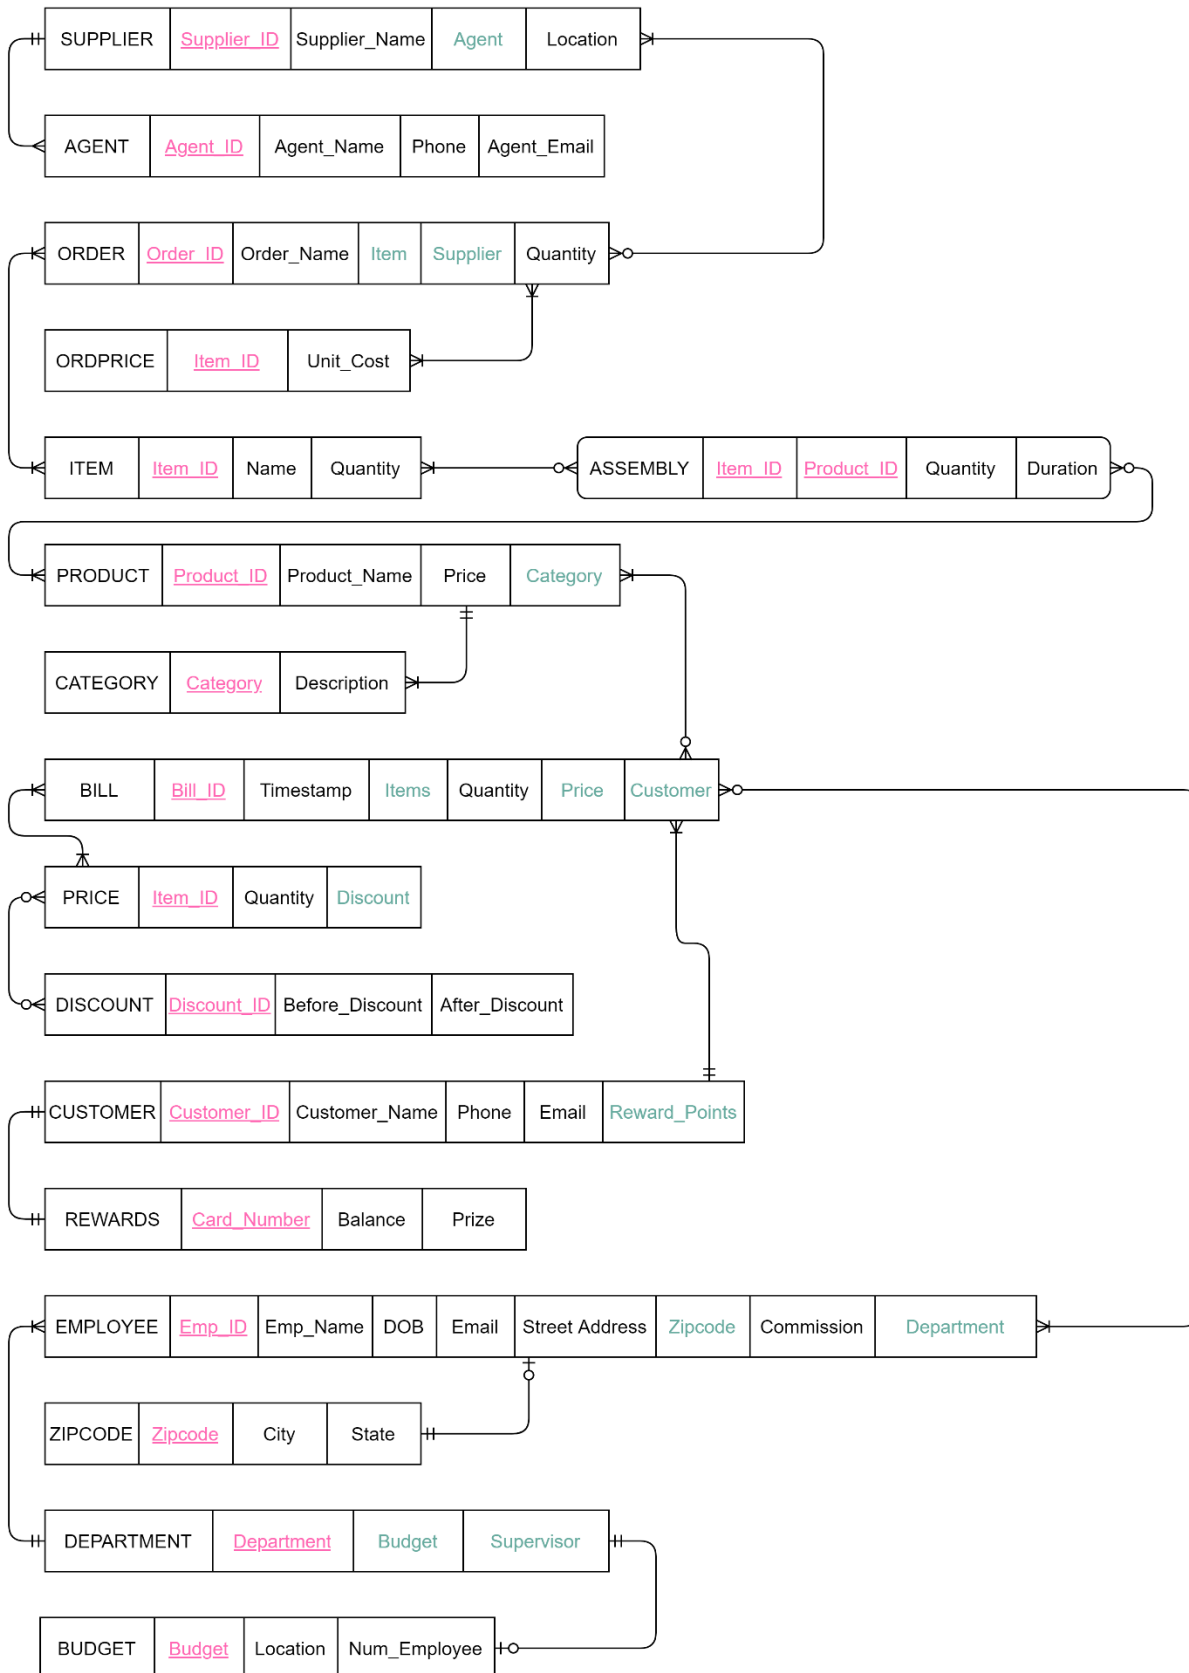 SUPPLIER Supplier_ID Supplier_Name Agent Location
AGENT Agent_ID Agent_Name Phone Agent_Email
ORDER Order_ID Order_Name Item Supplier Quantity
ORDPRICE Item_ID Unit_Cost
ITEM Item_ID Name Quantity ASSEMBLY Item_ID Product_ID Quantity Duration
PRODUCT Product_ID Product_Name Price Category
CATEGORY Category Description
BILL Bill_ID Timestamp Items Quantity Price Customer
PRICE Item_ID Quantity Discount
DISCOUNT Discount_ID Before_Discount After_Discount
CUSTOMER Customer_ID Customer_Name Phone Email Reward_Points
REWARDS Card_Number Balance Prize
EMPLOYEE Emp_ID Emp_Name DOB Email Street Address Zipcode Commission Department
ZIPCODE Zipcode City State
DEPARTMENT Department Budget Supervisor
BUDGET Budget Location Num_Employee